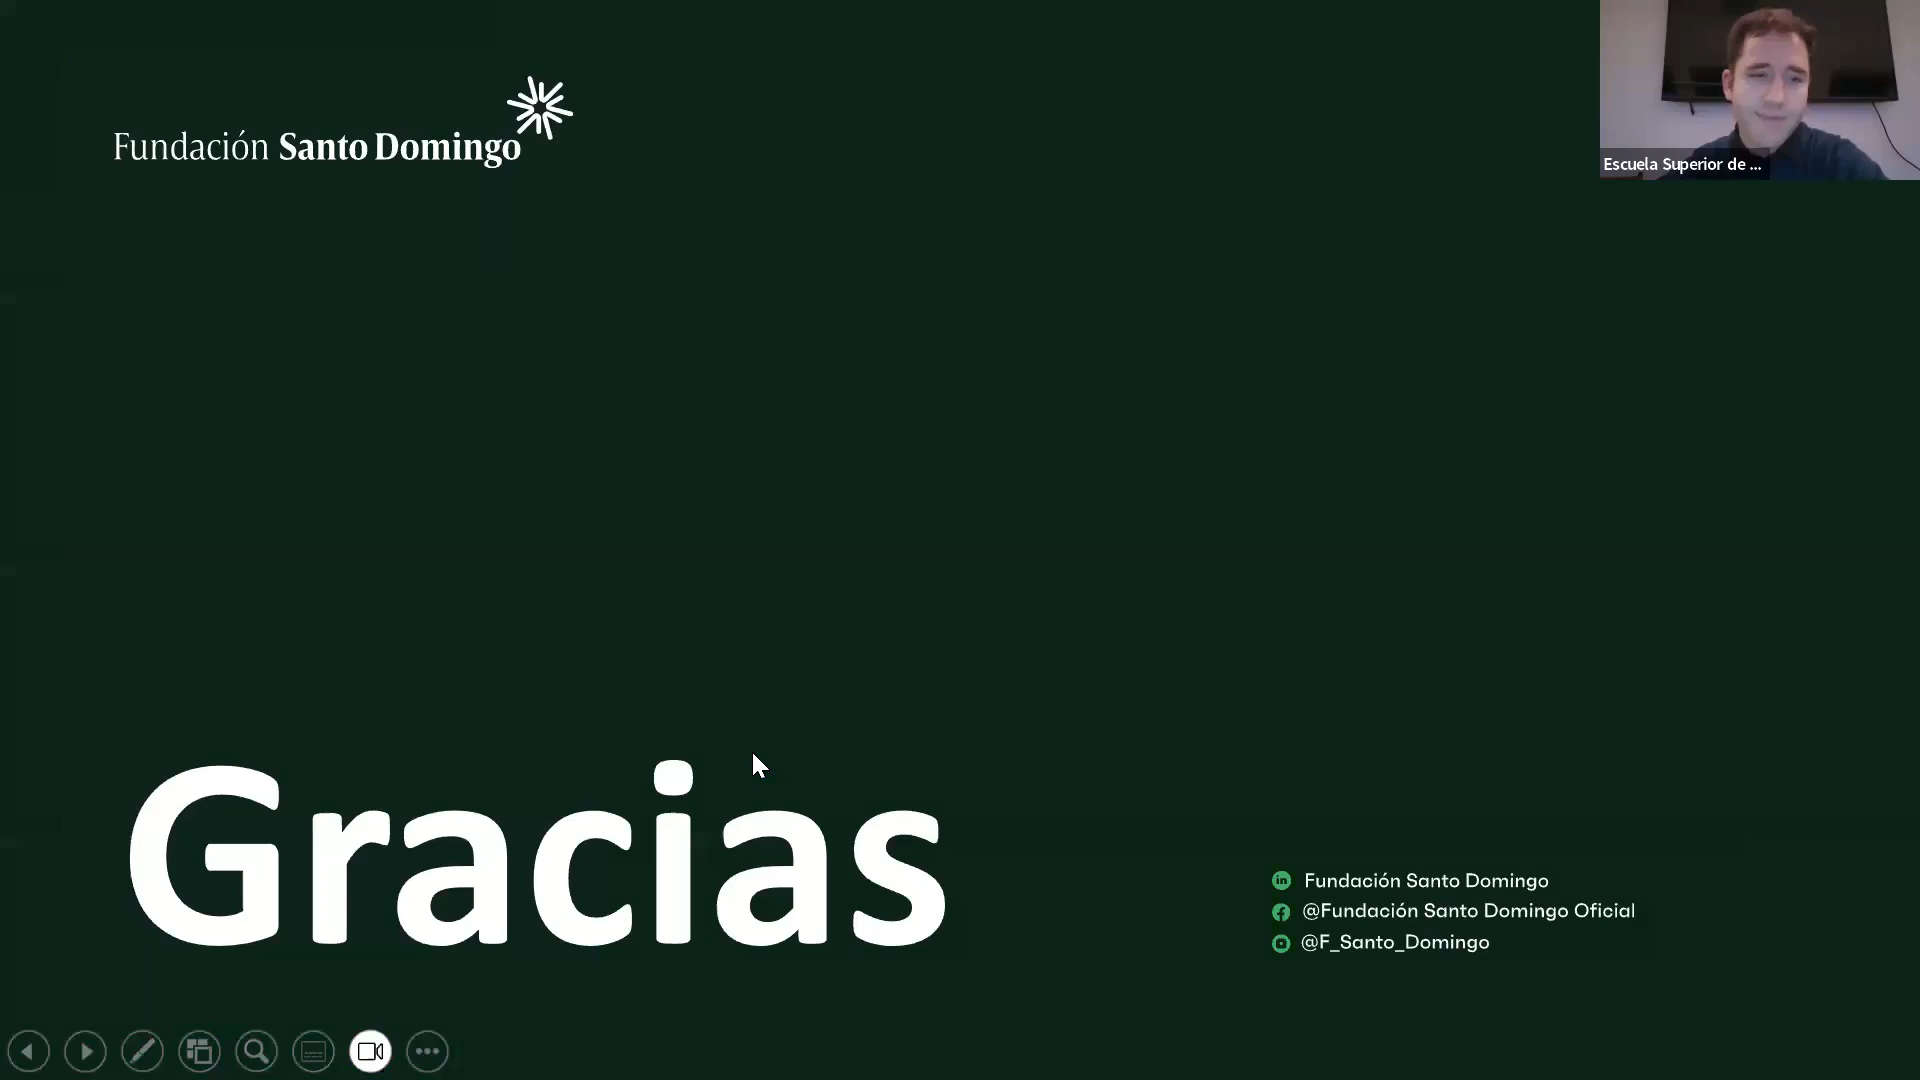 Fundación Santo Domingo
Escuela Superior de ...
Gracias
Fundación Santo Domingo
@Fundación Santo Domingo Oficial
@F_Santo_Domingo